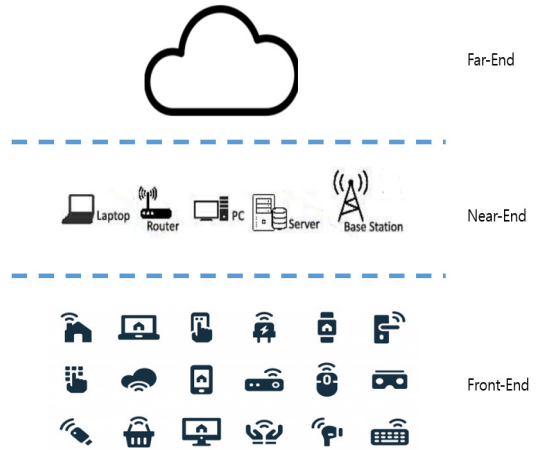 Far-End
Laptop
Router
PC
Server
Base Station
Near-End
Front-End